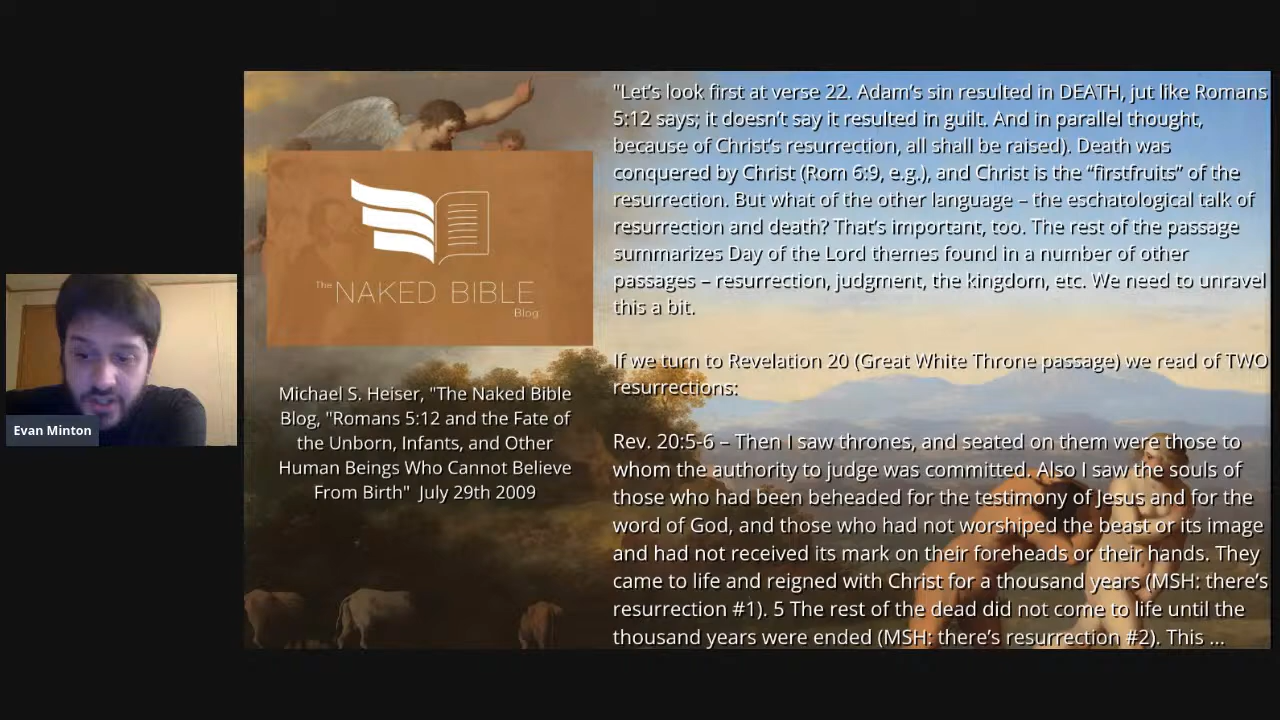 "Let's look first at verse 22. Adam's sin resulted in DEATH, jut like Romans
5:12 says; it doesn't say it resulted in guilt. And in parallel thought,
because of Christ's resurrection, all shall be raised). Death was
conquered by Christ (Rom 6:9, e.g.), and Christ is the "firstfruits" of the
resurrection. But what of the other language – the eschatological talk of
resurrection and death? That's important, too. The rest of the passage
summarizes Day of the Lord themes found in a number of other
passages – resurrection, judgment, the kingdom, etc. We need to unravel
this a bit.
If we turn to Revelation 20 (Great White Throne passage) we read of TWO
resurrections:
Rev. 20:5-6 – Then I saw thrones, and seated on them were those to
whom the authority to judge was committed. Also I saw the souls of
those who had been beheaded for the testimony of Jesus and for the
word of God, and those who had not worshiped the beast or its image
and had not received its mark on their foreheads or their hands. They
came to life and reigned with Christ for a thousand years (MSH: there's
resurrection #1). 5 The rest of the dead did not come to life until the
thousand years were ended (MSH: there's resurrection #2). This ...
The NAKED BIBLE
Blog
Michael S. Heiser, "The Naked Bible
Blog, "Romans 5:12 and the Fate of
the Unborn, Infants, and Other
Human Beings Who Cannot Believe
From Birth" July 29th 2009
Evan Minton